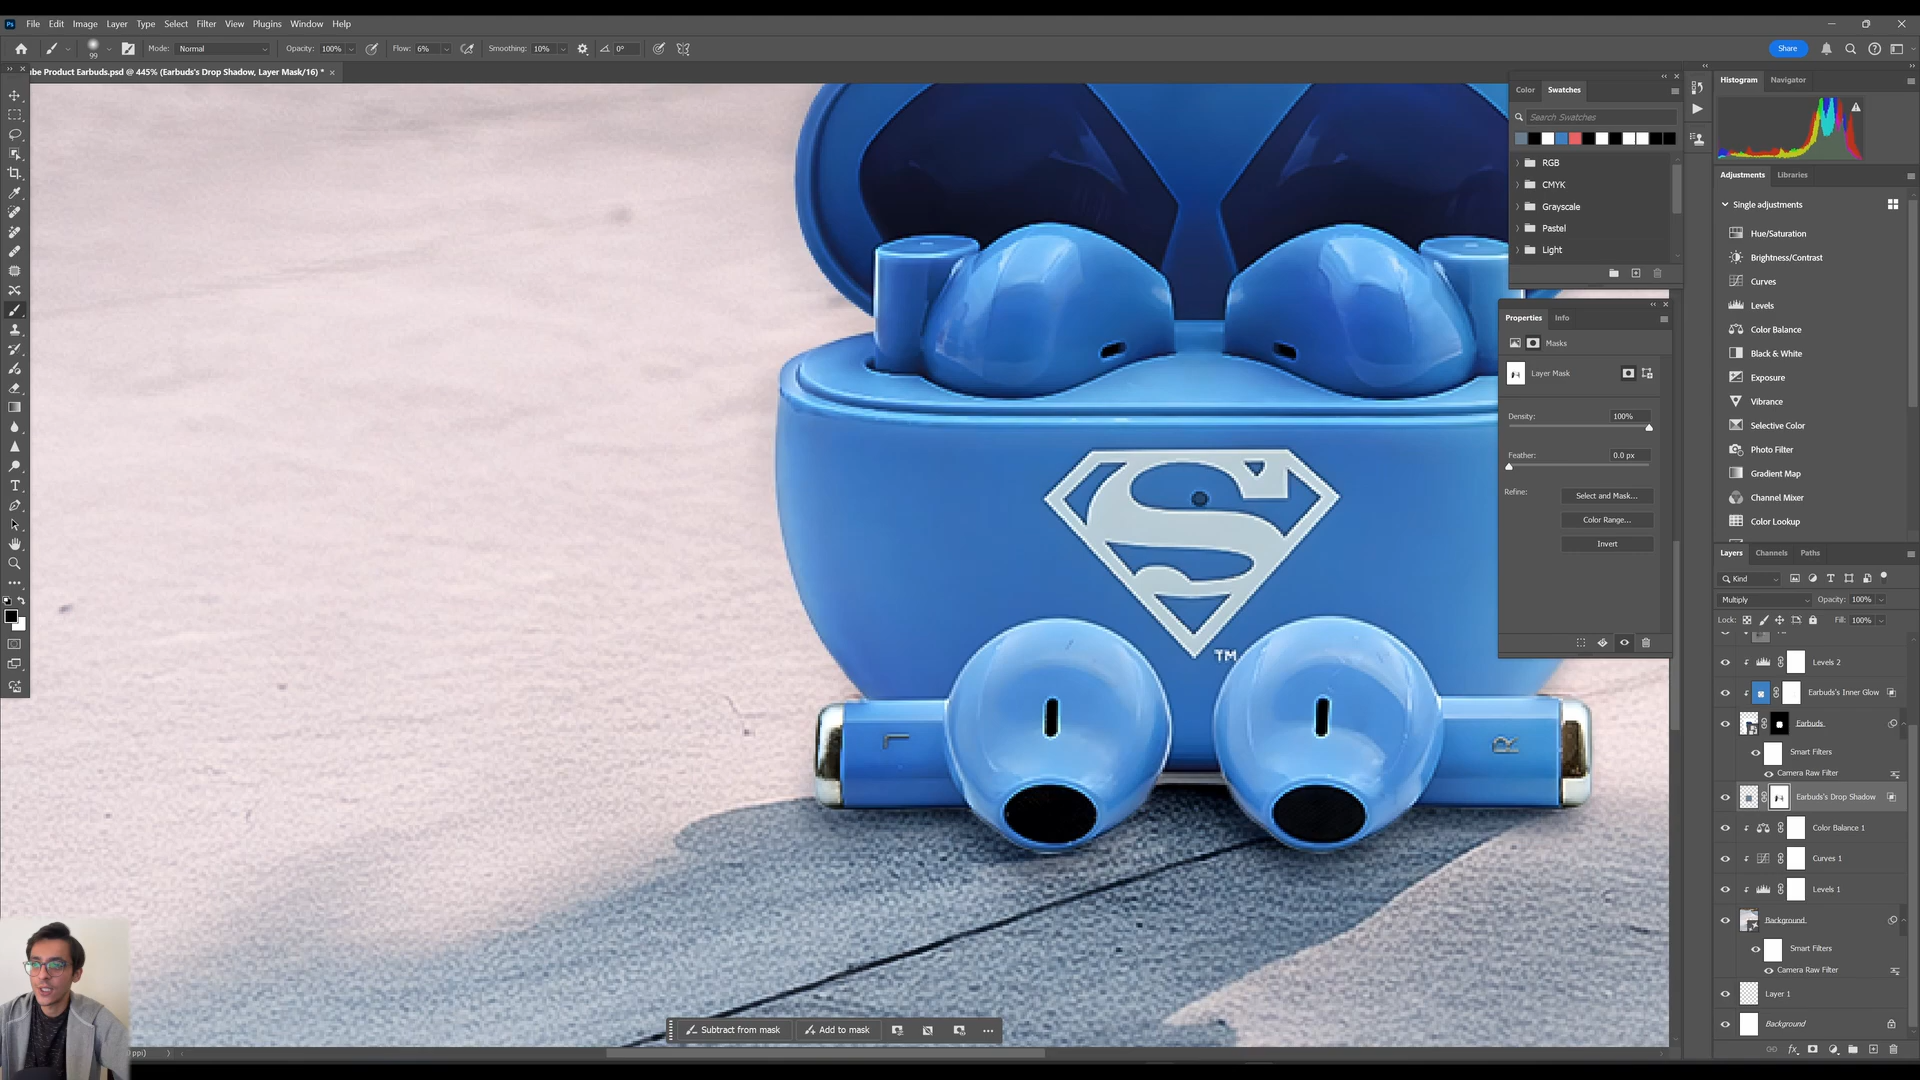 Ps File Edit Image Layer Type Select Filter View Plugins Window Help
99 Mode: Normal Opacity: 100% Flow: 6% Smoothing: 10% 0° Share
be Product Earbuds.psd @ 445% (Earbuds's Drop Shadow, Layer Mask/16) *
Color Swatches
Search Swatches
RGB
CMYK
Grayscale
Pastel
Light
Properties Info
Masks
Layer Mask
Density: 100%
Feather: 0.0 px
Refine: Select and Mask...
Color Range...
Invert
Histogram Navigator
Adjustments Libraries
Single adjustments
Hue/Saturation
Brightness/Contrast
Curves
Levels
Color Balance
Black & White
Exposure
Vibrance
Selective Color
Photo Filter
Gradient Map
Channel Mixer
Color Lookup
Layers Channels Paths
Kind
Multiply Opacity: 100%
Lock: Fill: 100%
Levels 2
Earbuds's Inner Glow
Earbuds
Smart Filters
Camera Raw Filter
Earbuds's Drop Shadow
Color Balance 1
Curves 1
Levels 1
Background
Smart Filters
Camera Raw Filter
Layer 1
Background
fx
S
TM
L
R
Subtract from mask Add to mask
ppi)